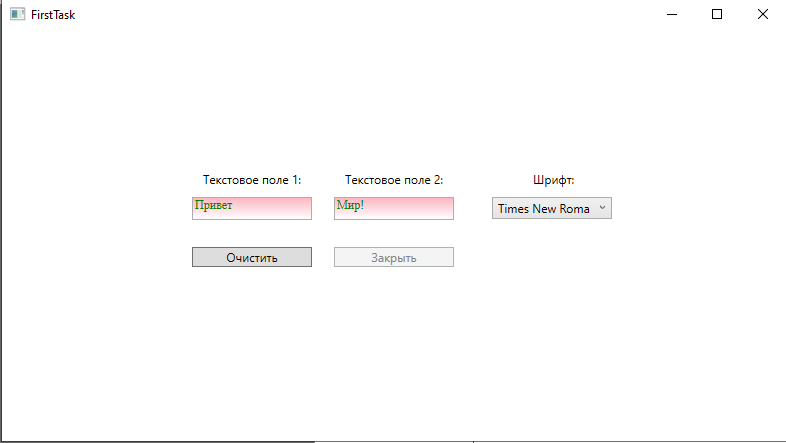 FirstTask
Текстовое поле 1: Текстовое поле 2: Шрифт:
Привет Мир! Times New Roma
Очистить Закрыть